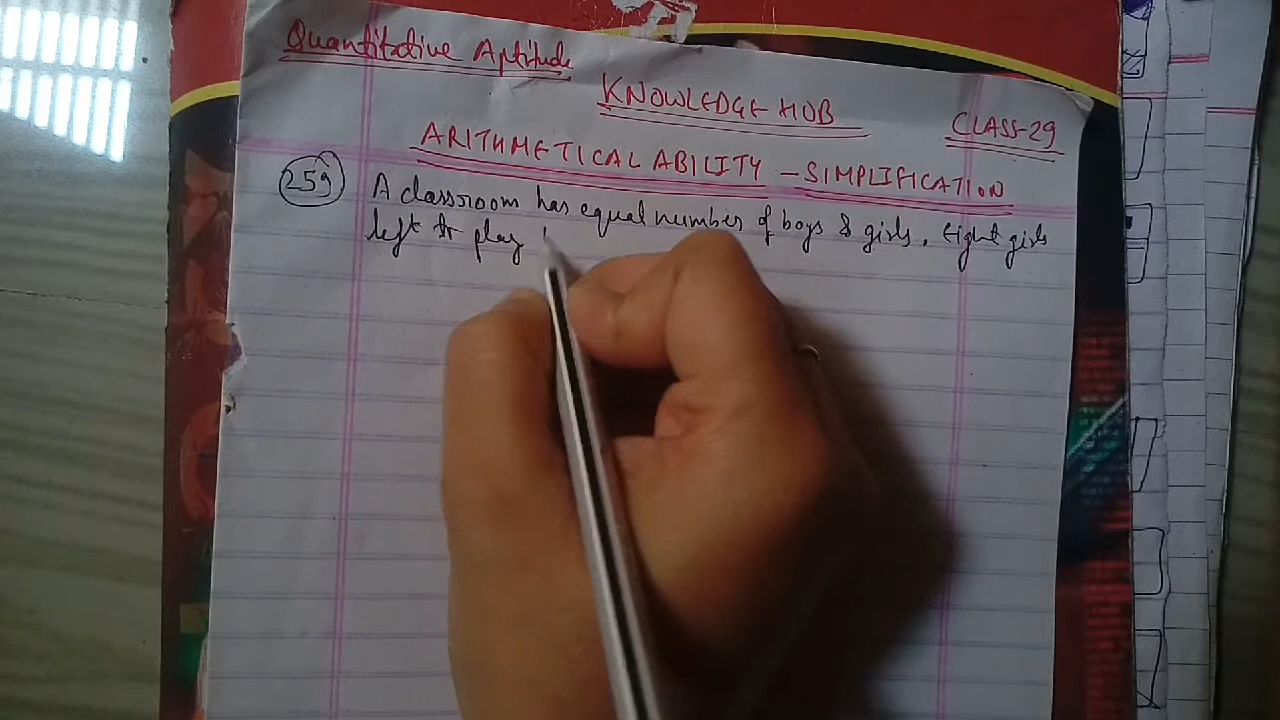 Quantitative Aptitude
KNOWLEDGE HUB
CLASS-29
ARITHMETICAL ABILITY - SIMPLIFICATION
259 A classroom has equal number of boys & girls. Eight girls
left to play